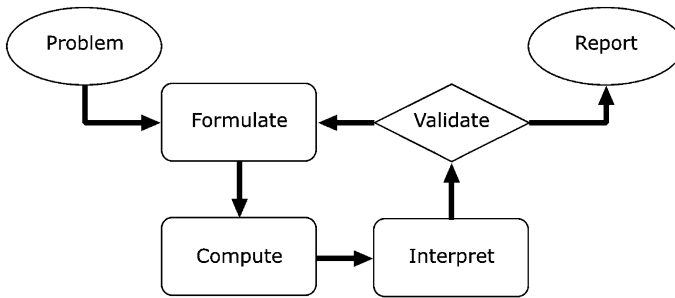 Problem
Report
Formulate
Validate
Compute
Interpret